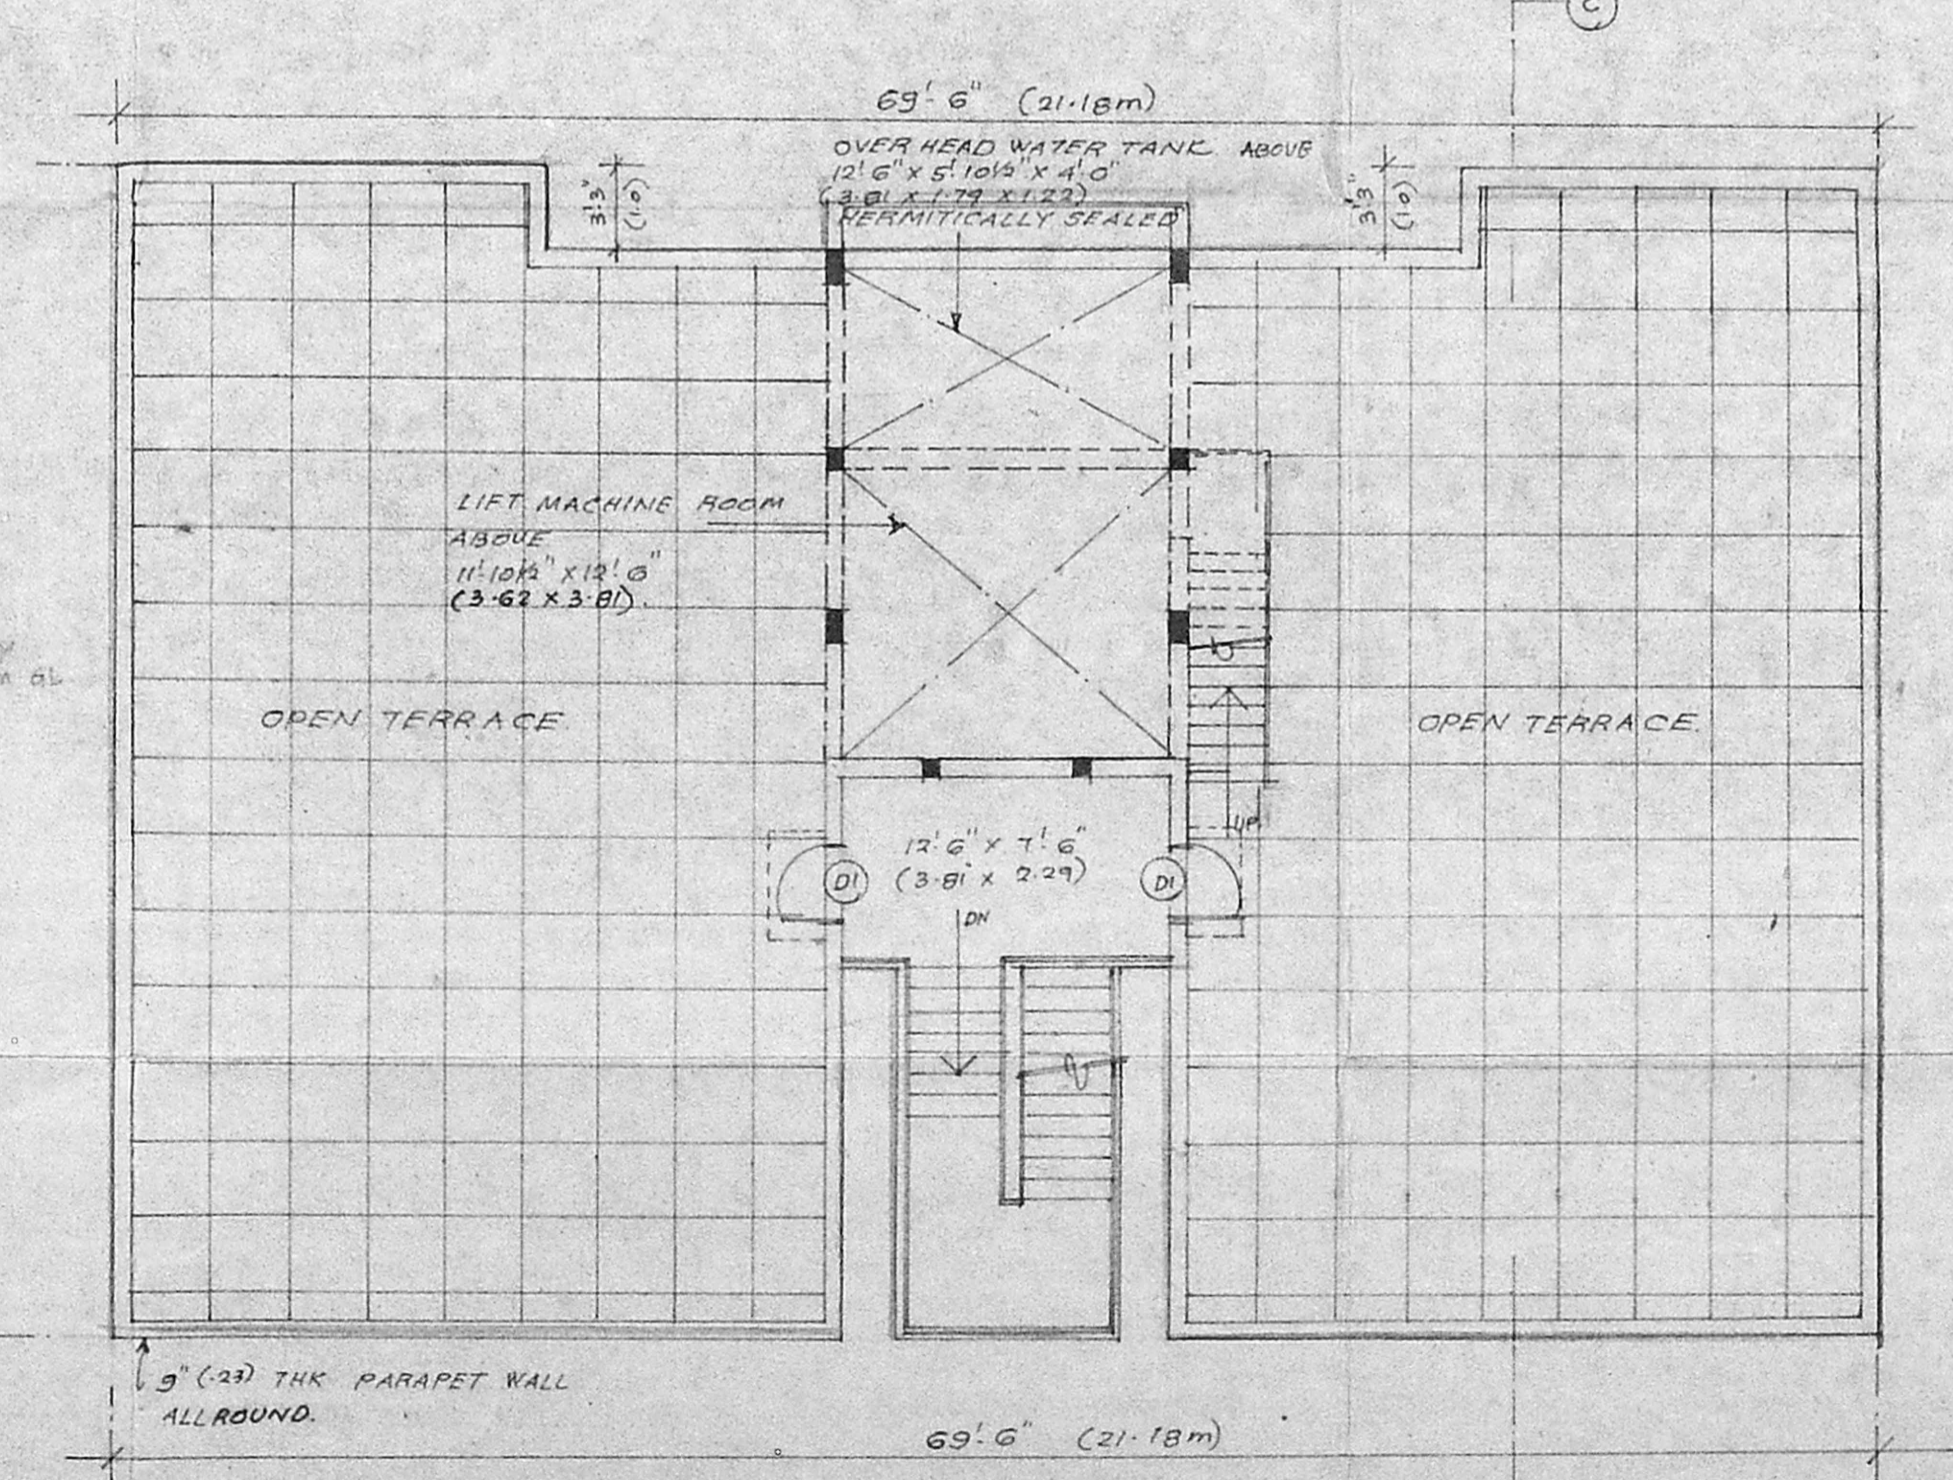 C
69'-6" (21.18m)
OVER HEAD WATER TANK. ABOVE
12'6" X 5'.10½" X 4'.0"
(3.81 X 1.79 X 1.22)
HERMITICALLY SEALED
3'3"
(1.0)
3'3"
(1.0)
LIFT MACHINE ROOM
ABOVE
11'-10½" X 12'.6"
(3.62 X 3.81).
GL
OPEN TERRACE.
OPEN TERRACE.
UP
12'.6" X 7'.6"
(3.81 X 2.29)
D1
D1
DN
9" (.23) THK PARAPET WALL
ALLROUND.
69'.6" (21.18m)